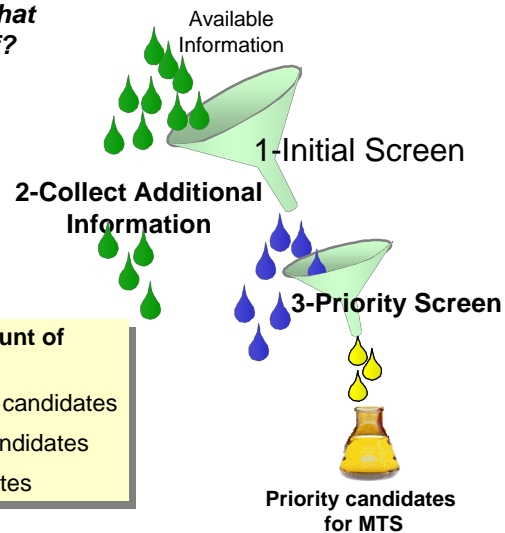 hat
f?
Available
Information
1-Initial Screen
2-Collect Additional
Information
3-Priority Screen
unt of
candidates
ndidates
tes
Priority candidates
for MTS